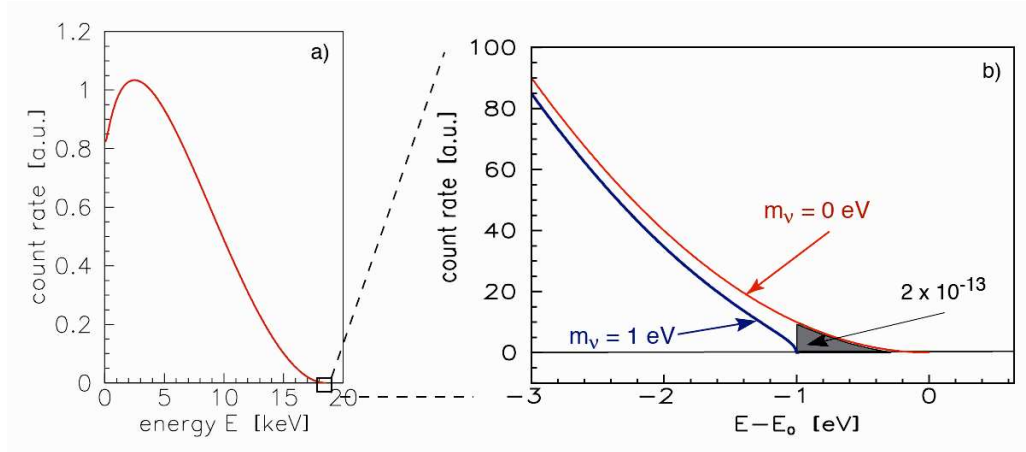 a)
1.2
1
0.8
0.6
0.4
0.2
0
count rate [a.u.]
0 5 10 15 20
energy E [keV]
b)
100
80
60
40
20
0
count rate [a.u.]
mν = 0 eV
2 x 10-13
mν = 1 eV
−3 −2 −1 0
E−E₀ [eV]